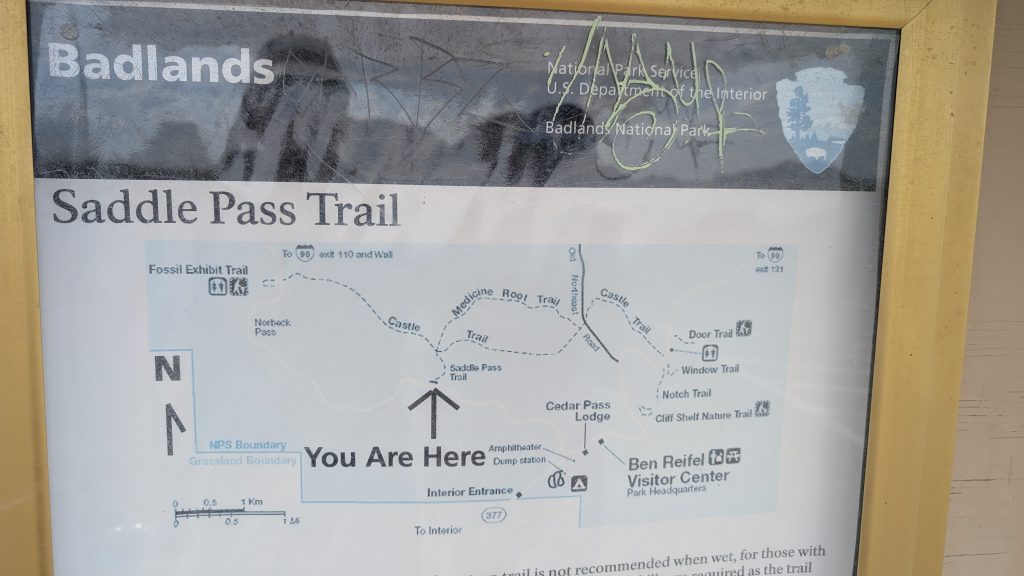 Badlands
National Park Service
U.S. Department of the Interior
Badlands National Park
Saddle Pass Trail
To 90 exit 110 and Wall
To 90
exit 131
Fossil Exhibit Trail
Norbeck
Pass
Castle
Trail
Medicine Root Trail
Old Northeast Road
Castle
Trail
Saddle Pass
Trail
Door Trail
Window Trail
Notch Trail
Cliff Shelf Nature Trail
N
You Are Here
Cedar Pass
Lodge
Amphitheater
Dump station
Ben Reifel
Visitor Center
Park Headquarters
NPS Boundary
Grassland Boundary
Interior Entrance
377
To Interior
0 0.5 1 Km
0 0.5 1 Mi
trail is not recommended when wet, for those with
are required as the trail